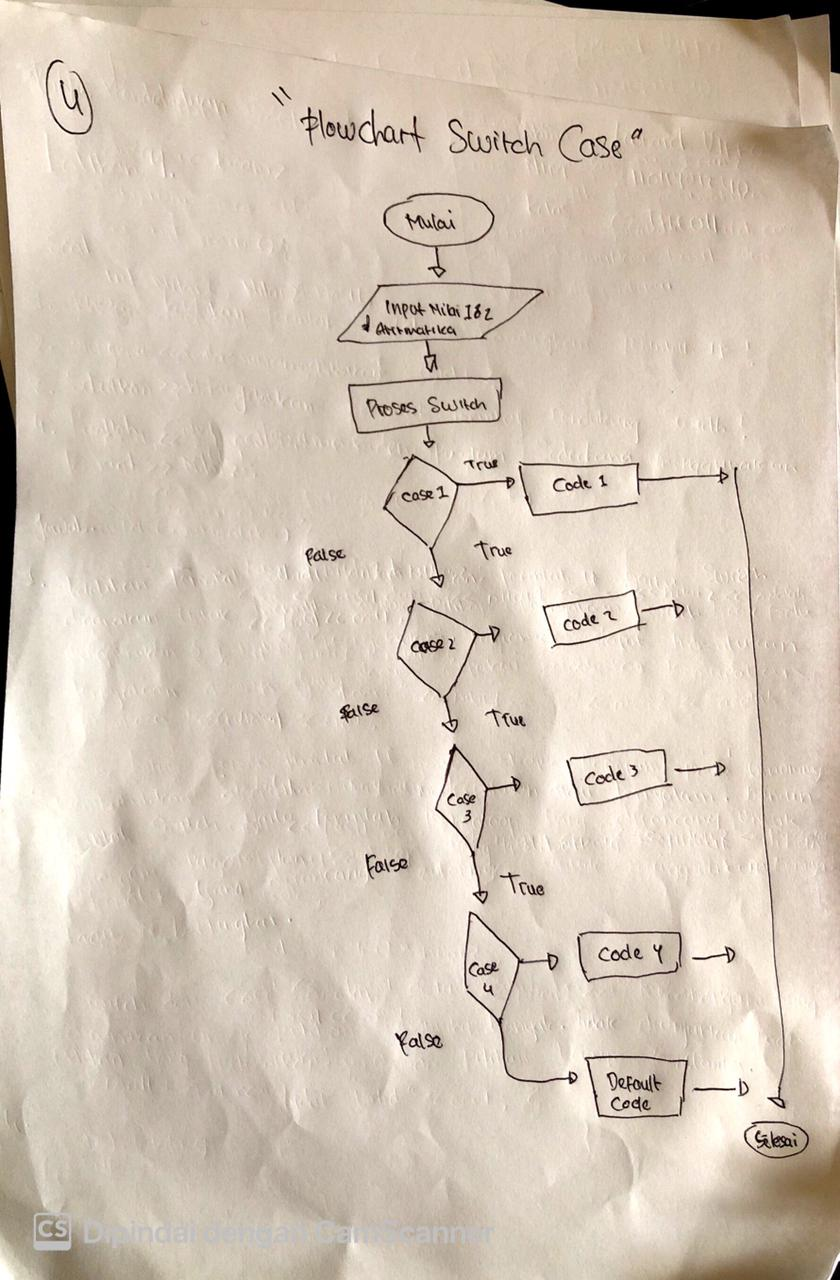 4
"Flowchart Switch Case"
Mulai
Input Nilai 1&2
Aritmatika
Proses Switch
Case 1
True
Code 1
False
True
Case 2
Code 2
False
True
Case 3
Code 3
False
True
Case 4
Code 4
False
Default Code
Selesai
CS Dipindai dengan CamScanner